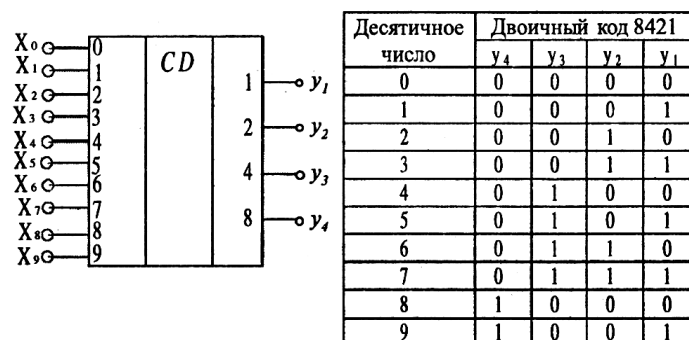 X₀ 0 CD
X₁ 1
X₂ 2
X₃ 3
X₄ 4
X₅ 5
X₆ 6
X₇ 7
X₈ 8
X₉ 9
1 y₁
2 y₂
4 y₃
8 y₄
Десятичное число Двоичный код 8421
y₄ y₃ y₂ y₁
0 0 0 0 0
1 0 0 0 1
2 0 0 1 0
3 0 0 1 1
4 0 1 0 0
5 0 1 0 1
6 0 1 1 0
7 0 1 1 1
8 1 0 0 0
9 1 0 0 1